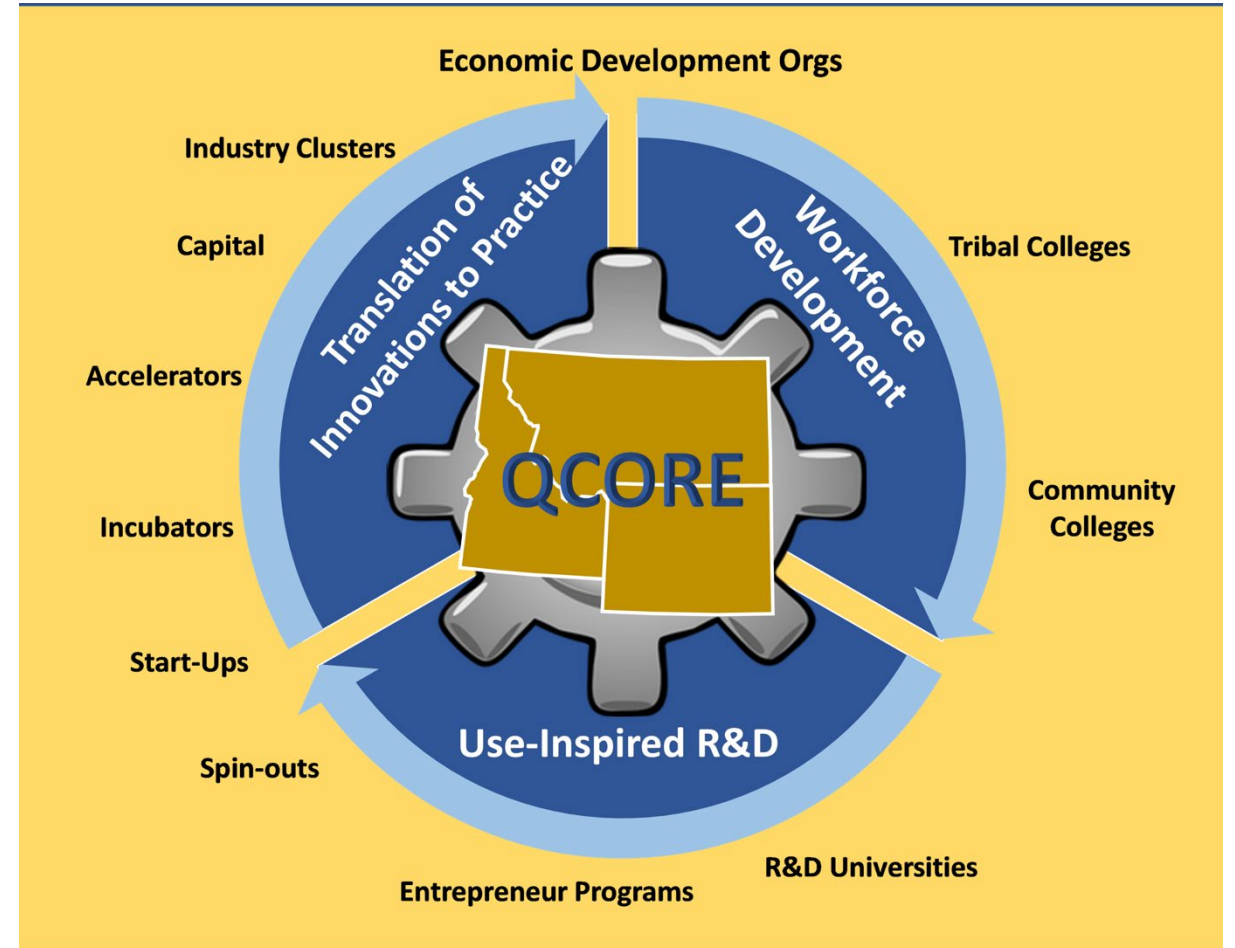 Economic Development Orgs
Industry Clusters
Capital
Accelerators
Incubators
Start-Ups
Spin-outs
Entrepreneur Programs
R&D Universities
Community
Colleges
Tribal Colleges
Translation of
Innovations to Practice
Workforce
Development
Use-Inspired R&D
QCORE